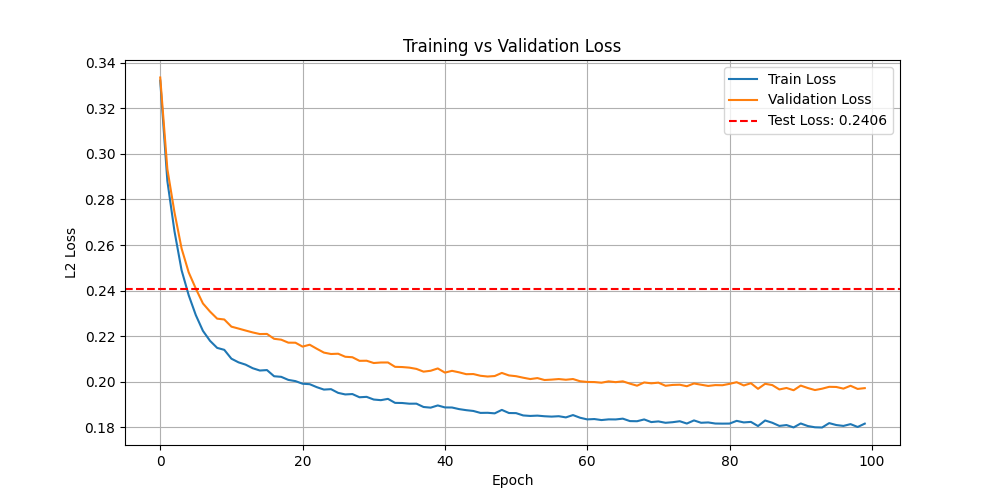 Training vs Validation Loss
Train Loss
Validation Loss
Test Loss: 0.2406
L2 Loss
0.34
0.32
0.30
0.28
0.26
0.24
0.22
0.20
0.18
0 20 40 60 80 100
Epoch